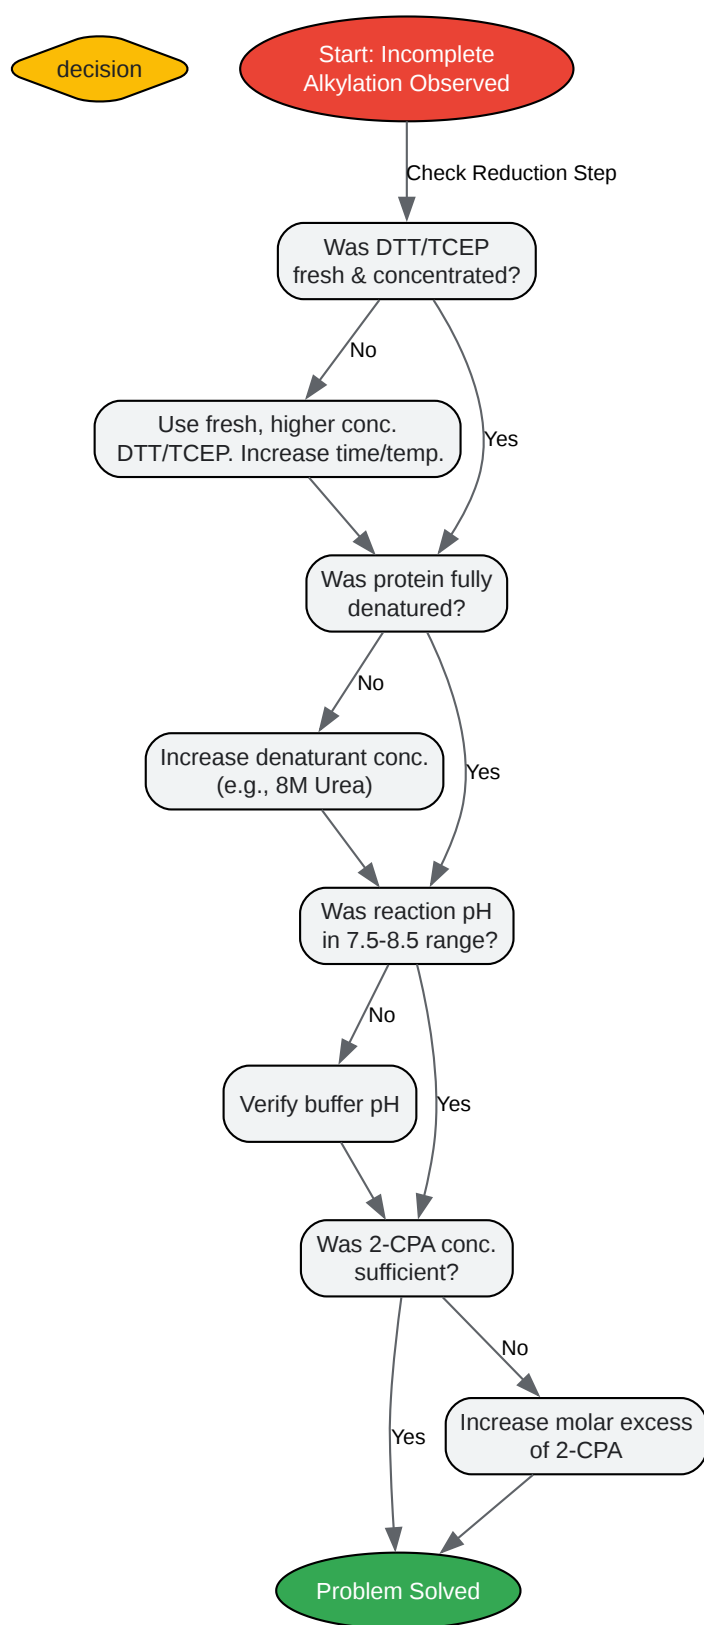 decision
Start: Incomplete
Alkylation Observed
Check Reduction Step
Was DTT/TCEP
fresh & concentrated?
No
Yes
Use fresh, higher conc.
DTT/TCEP. Increase time/temp.
Was protein fully
denatured?
No
Yes
Increase denaturant conc.
(e.g., 8M Urea)
Was reaction pH
in 7.5-8.5 range?
No
Yes
Verify buffer pH
Was 2-CPA conc.
sufficient?
No
Yes
Increase molar excess
of 2-CPA
Problem Solved